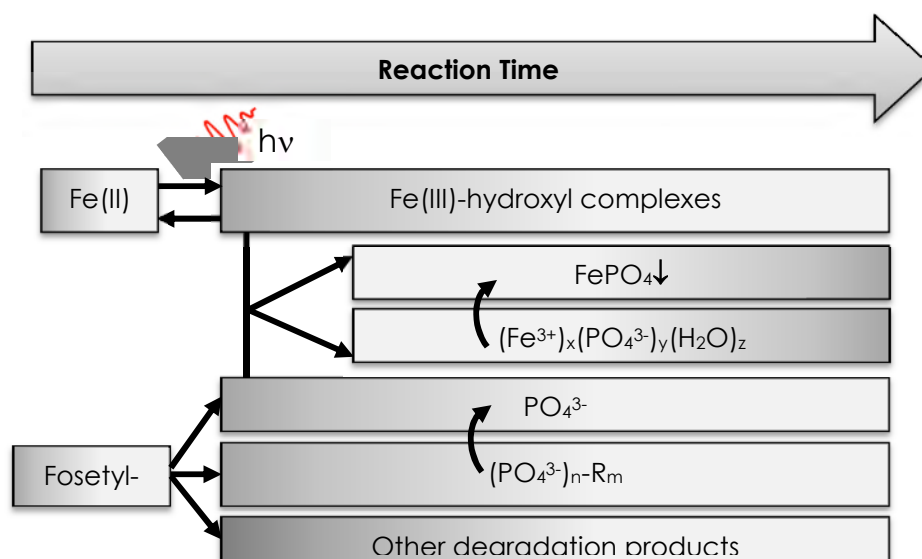 Reaction Time
hν
Fe(II)
Fe(III)-hydroxyl complexes
FePO₄↓
(Fe³⁺)ₓ(PO₄³⁻)ᵧ(H₂O)z
PO₄³⁻
Fosetyl-
(PO₄³⁻)ₙ-Rₘ
Other degradation products